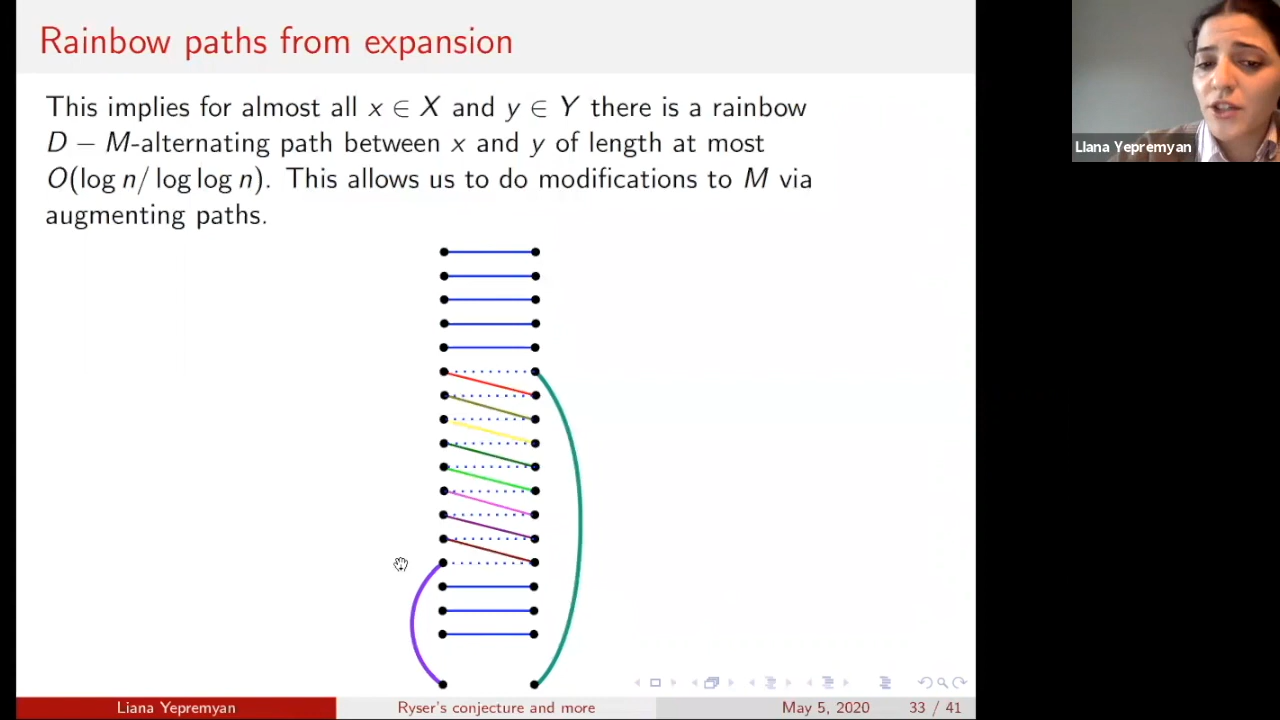 Rainbow paths from expansion
This implies for almost all x ∈ X and y ∈ Y there is a rainbow
D − M-alternating path between x and y of length at most
O(log n/ log log n). This allows us to do modifications to M via
augmenting paths.
LIana Yepremyan
Liana Yepremyan
Ryser's conjecture and more
May 5, 2020
33 / 41